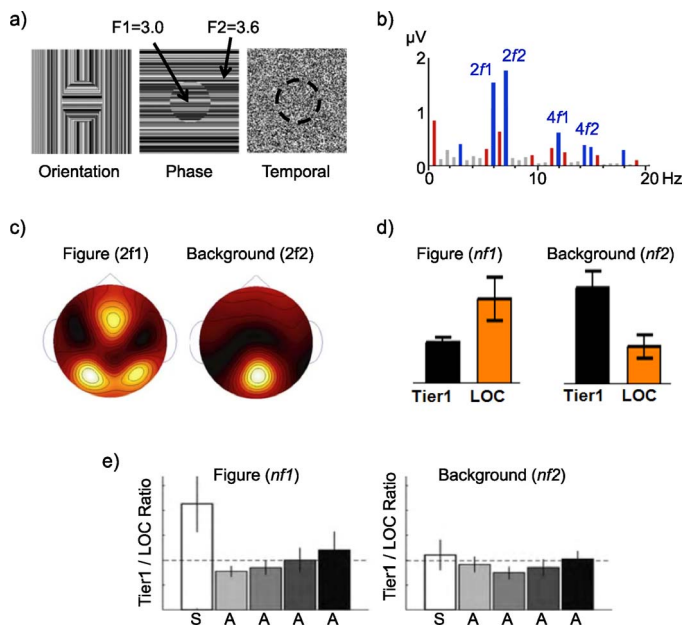 a)
F1=3.0 F2=3.6
Orientation Phase Temporal
b)
µV
2
1
0
2f1 2f2
4f1
4f2
0 10 20 Hz
c)
Figure (2f1) Background (2f2)
d)
Figure (nf1) Background (nf2)
Tier1 LOC Tier1 LOC
e)
Figure (nf1) Background (nf2)
Tier1 / LOC Ratio Tier1 / LOC Ratio
S A A A A S A A A A